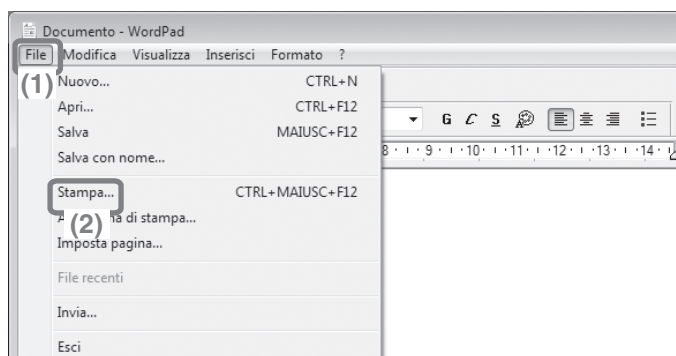 Documento - WordPad
File Modifica Visualizza Inserisci Formato ?
(1)
Nuovo... CTRL+N
Apri... CTRL+F12
G C S
Salva MAIUSC+F12
Salva con nome...
8 9 10 11 12 13 14
Stampa... CTRL+MAIUSC+F12
(2)
di stampa...
Imposta pagina...
File recenti
Invia...
Esci